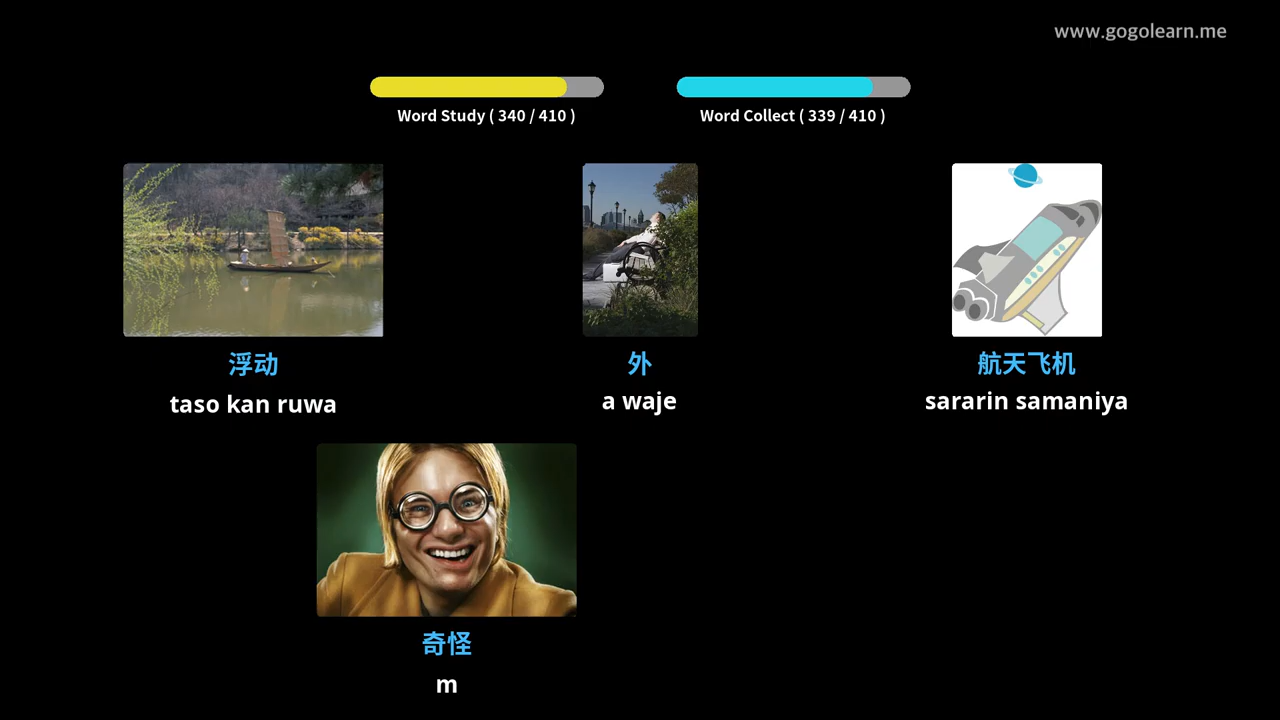 www.gogolearn.me
Word Study ( 340 / 410 )
Word Collect ( 339 / 410 )
浮动
taso kan ruwa
外
a waje
航天飞机
sararin samaniya
奇怪
m